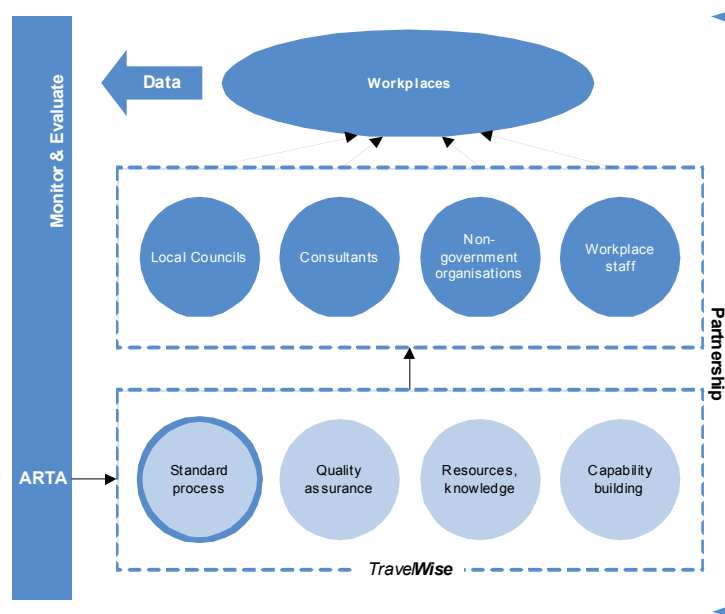 Monitor & Evaluate
Data
Workplaces
Local Councils
Consultants
Non-
government
organisations
Workplace
staff
Partnership
ARTA
Standard
process
Quality
assurance
Resources,
knowledge
Capability
building
TravelWise